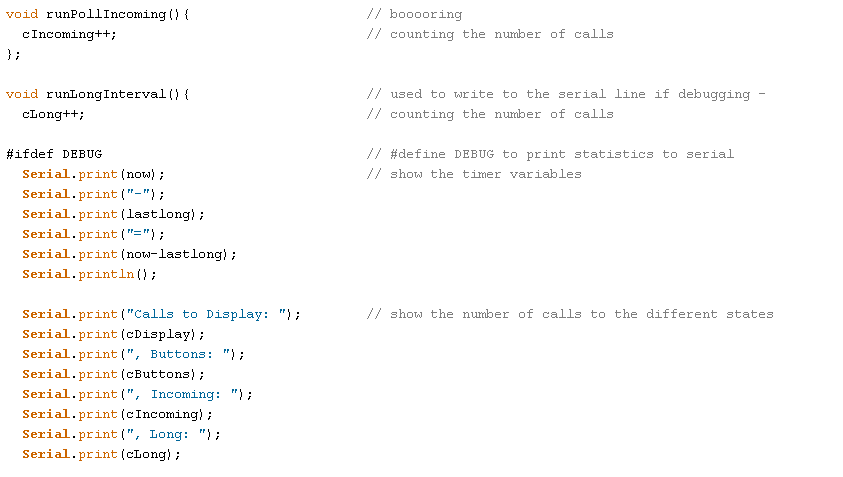 void runPollIncoming(){ // booooring
  cIncoming++; // counting the number of calls
};
void runLongInterval(){ // used to write to the serial line if debugging -
  cLong++; // counting the number of calls
#ifdef DEBUG // #define DEBUG to print statistics to serial
  Serial.print(now); // show the timer variables
  Serial.print("-");
  Serial.print(lastlong);
  Serial.print("=");
  Serial.print(now-lastlong);
  Serial.println();
  Serial.print("Calls to Display: "); // show the number of calls to the different states
  Serial.print(cDisplay);
  Serial.print(", Buttons: ");
  Serial.print(cButtons);
  Serial.print(", Incoming: ");
  Serial.print(cIncoming);
  Serial.print(", Long: ");
  Serial.print(cLong);